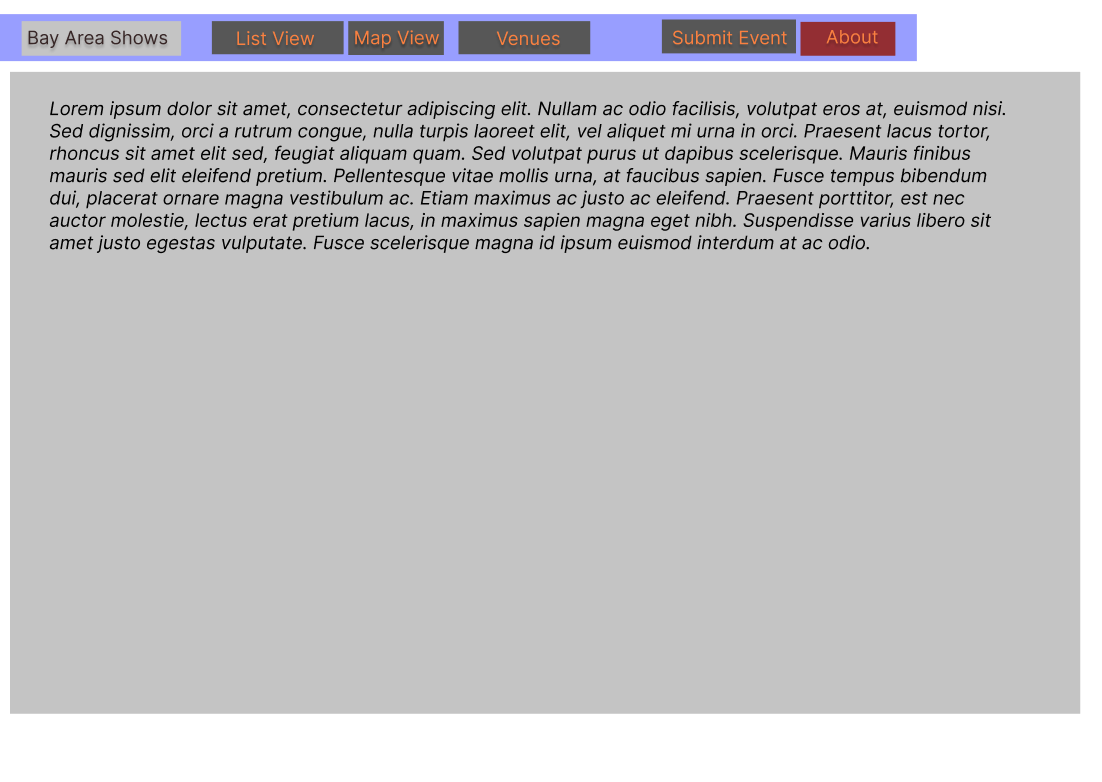 Bay Area Shows List View Map View Venues Submit Event About
Lorem ipsum dolor sit amet, consectetur adipiscing elit. Nullam ac odio facilisis, volutpat eros at, euismod nisi.
Sed dignissim, orci a rutrum congue, nulla turpis laoreet elit, vel aliquet mi urna in orci. Praesent lacus tortor,
rhoncus sit amet elit sed, feugiat aliquam quam. Sed volutpat purus ut dapibus scelerisque. Mauris finibus
mauris sed elit eleifend pretium. Pellentesque vitae mollis urna, at faucibus sapien. Fusce tempus bibendum
dui, placerat ornare magna vestibulum ac. Etiam maximus ac justo ac eleifend. Praesent porttitor, est nec
auctor molestie, lectus erat pretium lacus, in maximus sapien magna eget nibh. Suspendisse varius libero sit
amet justo egestas vulputate. Fusce scelerisque magna id ipsum euismod interdum at ac odio.